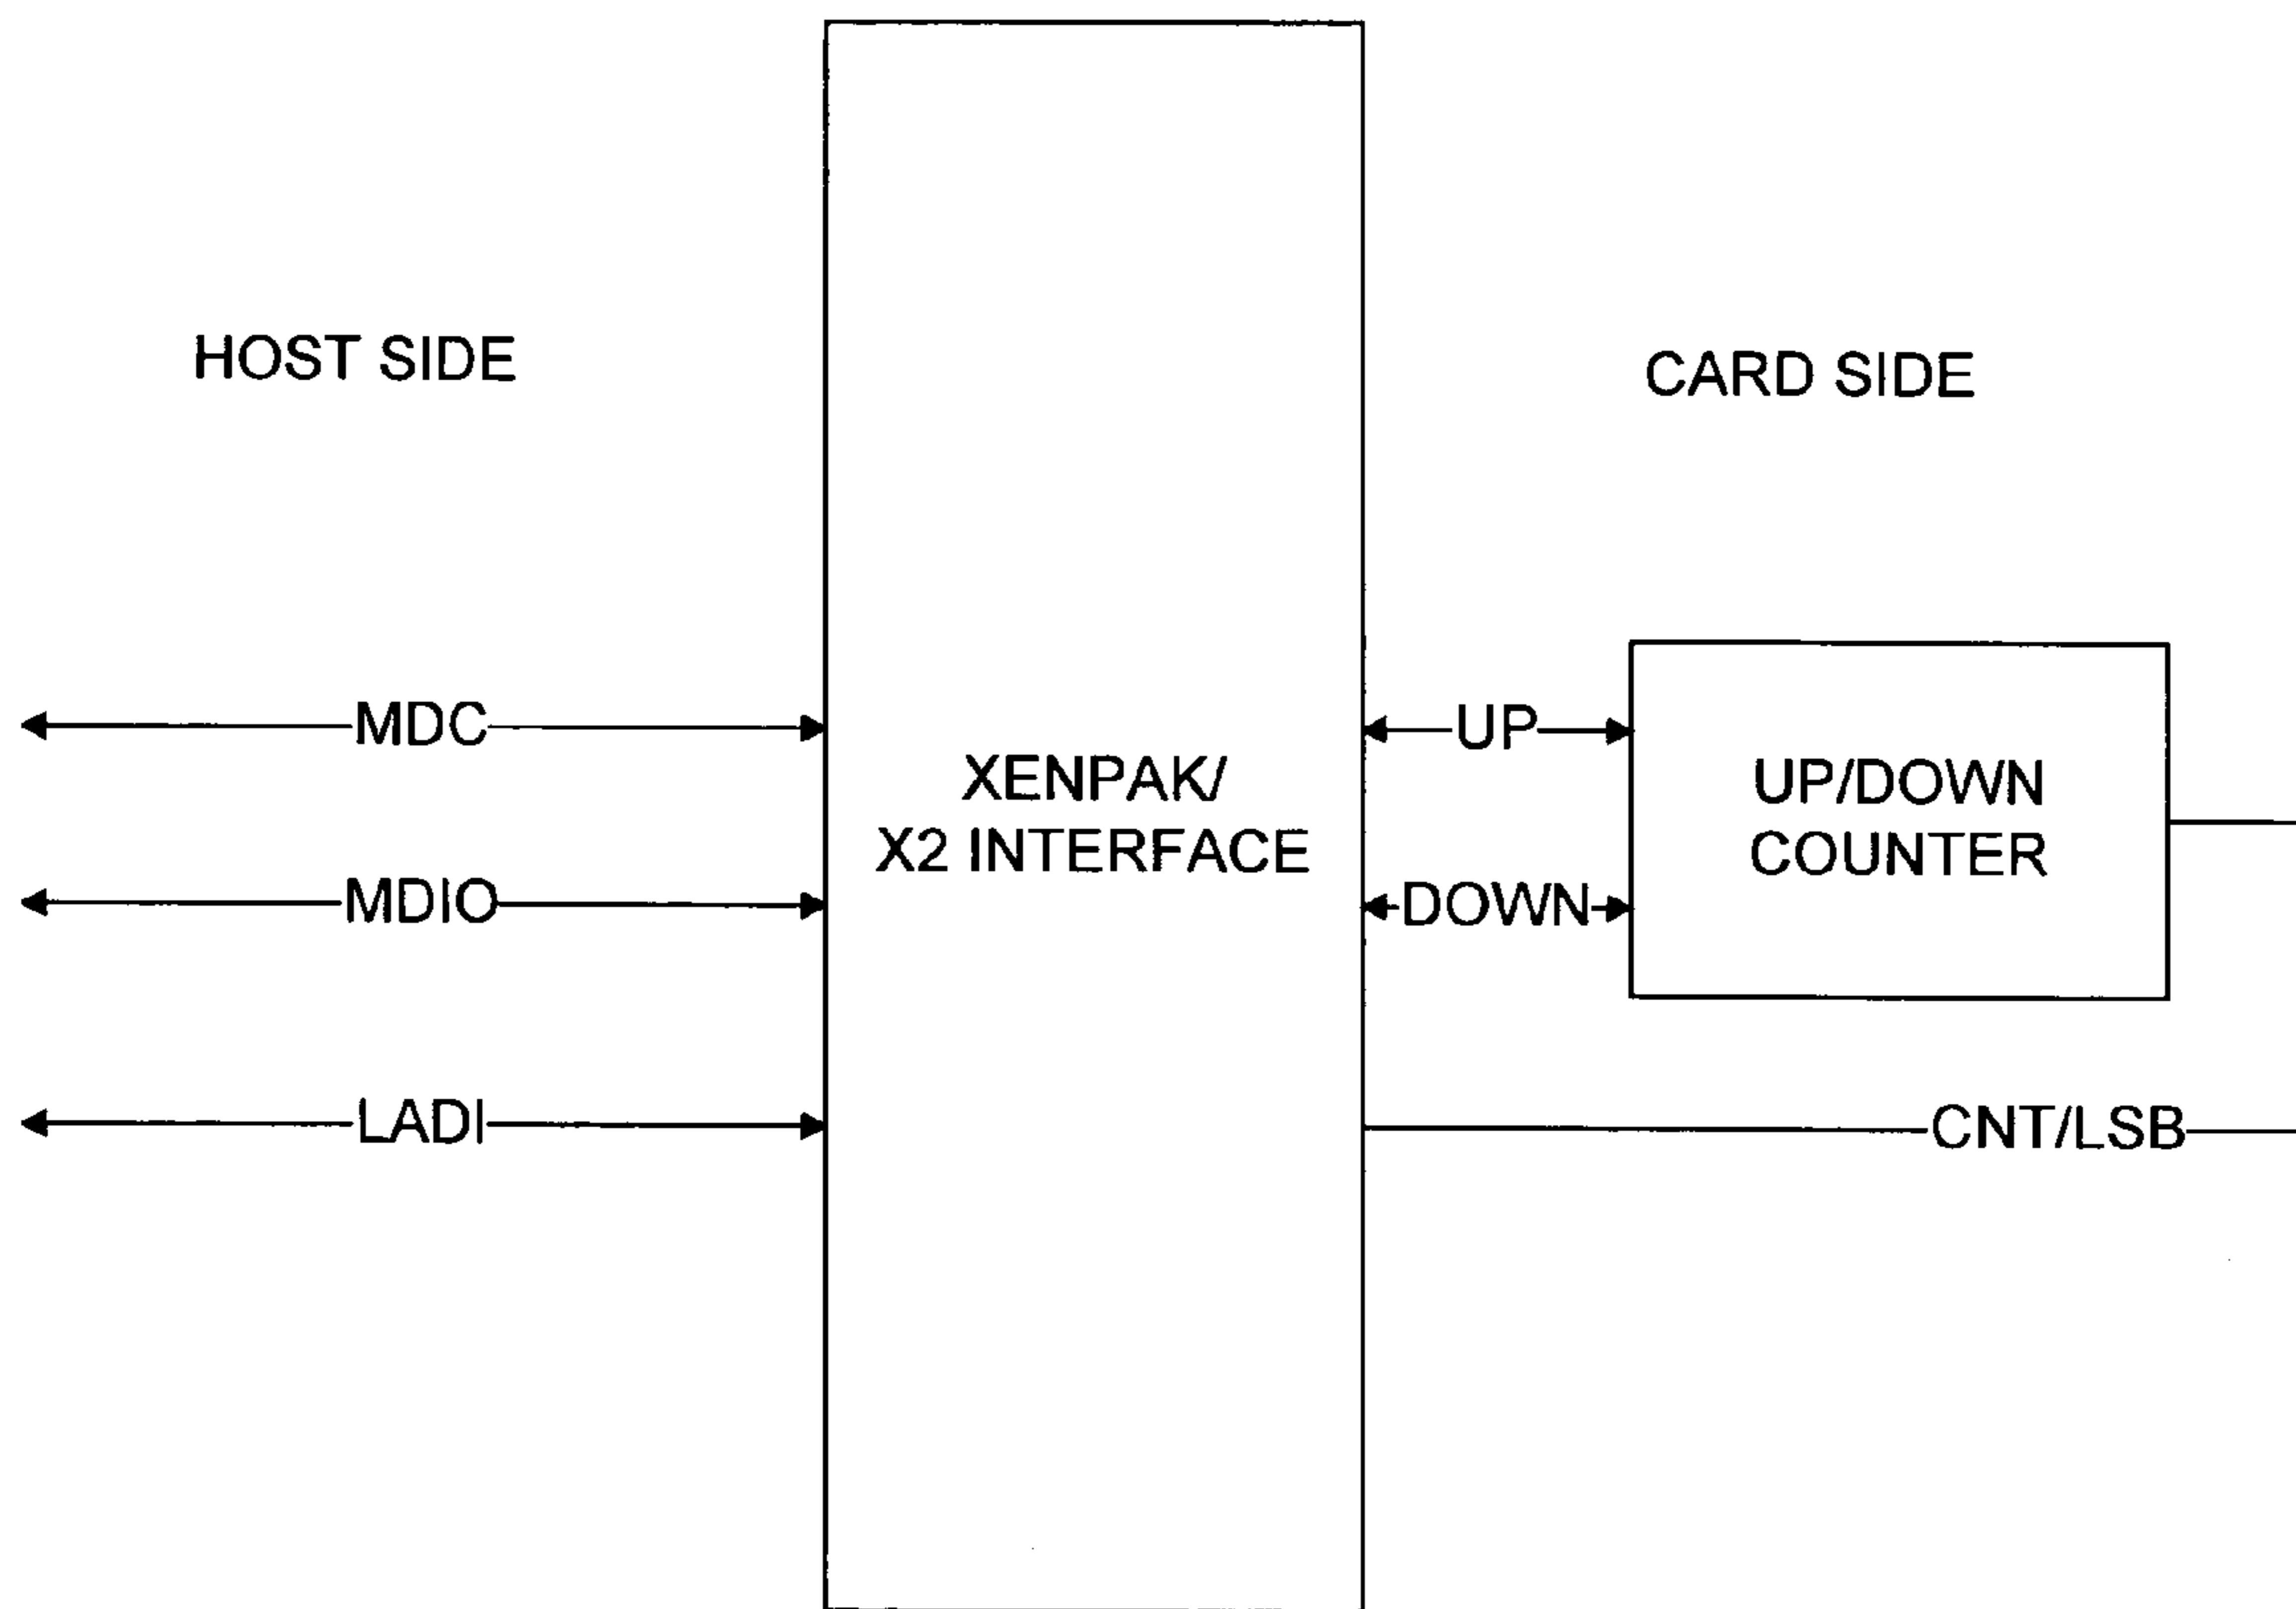 HOST SIDE
CARD SIDE
MDC
UP
XENPAK/
X2 INTERFACE
UP/DOWN
COUNTER
MDIO
DOWN
LADI
CNT/LSB